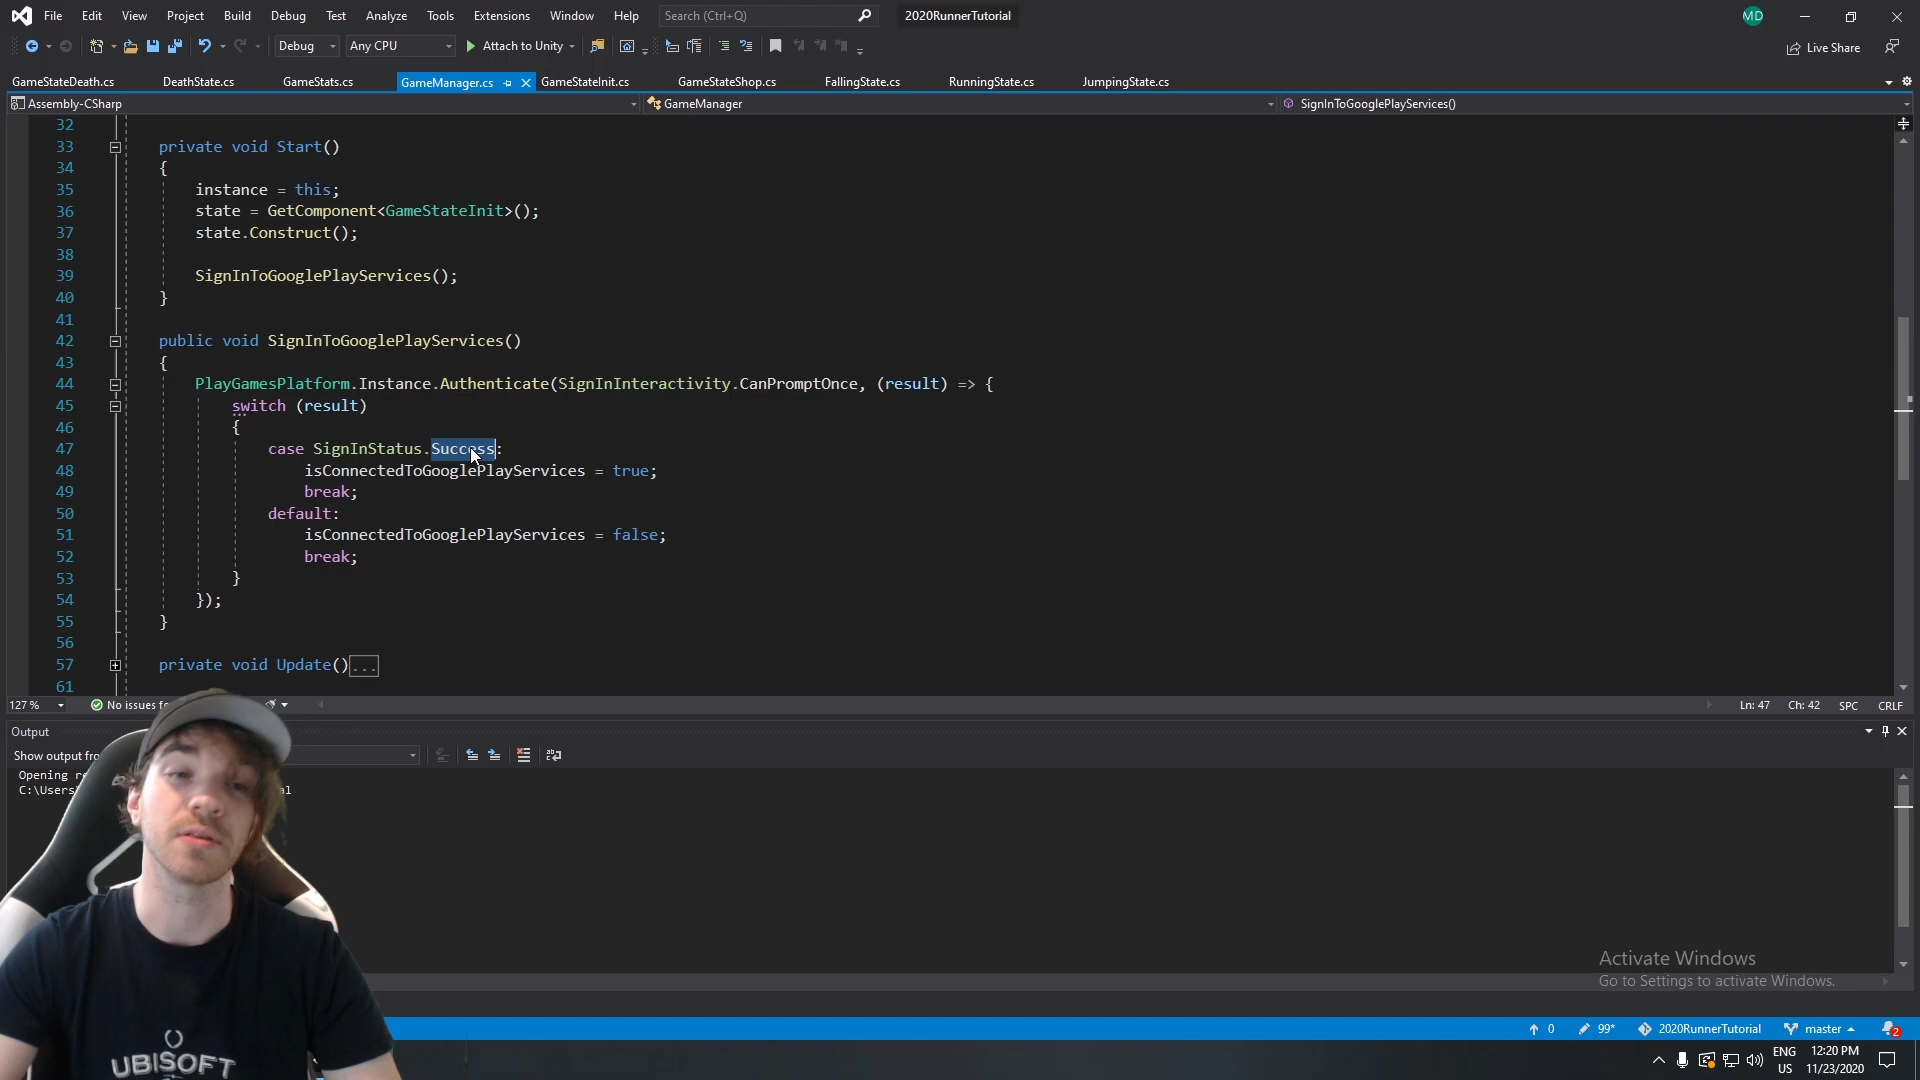 File Edit View Project Build Debug Test Analyze Tools Extensions Window Help Search (Ctrl+Q) 2020RunnerTutorial MD
Debug Any CPU Attach to Unity Live Share
GameStateDeath.cs DeathState.cs GameStats.cs GameManager.cs GameStateInit.cs GameStateShop.cs FallingState.cs RunningState.cs JumpingState.cs
Assembly-CSharp GameManager SignInToGooglePlayServices()
32
33 private void Start()
34 {
35 instance = this;
36 state = GetComponent<GameStateInit>();
37 state.Construct();
38
39 SignInToGooglePlayServices();
40 }
41
42 public void SignInToGooglePlayServices()
43 {
44 PlayGamesPlatform.Instance.Authenticate(SignInInteractivity.CanPromptOnce, (result) => {
45 switch (result)
46 {
47 case SignInStatus.Success:
48 isConnectedToGooglePlayServices = true;
49 break;
50 default:
51 isConnectedToGooglePlayServices = false;
52 break;
53 }
54 });
55 }
56
57 private void Update()...
61
127 % No issues Ln: 47 Ch: 42 SPC CRLF
Output
Show output
Opening
C:\Users
Activate Windows
Go to Settings to activate Windows.
0 99* 2020RunnerTutorial master 2
UBISOFT
ENG 12:20 PM
US 11/23/2020